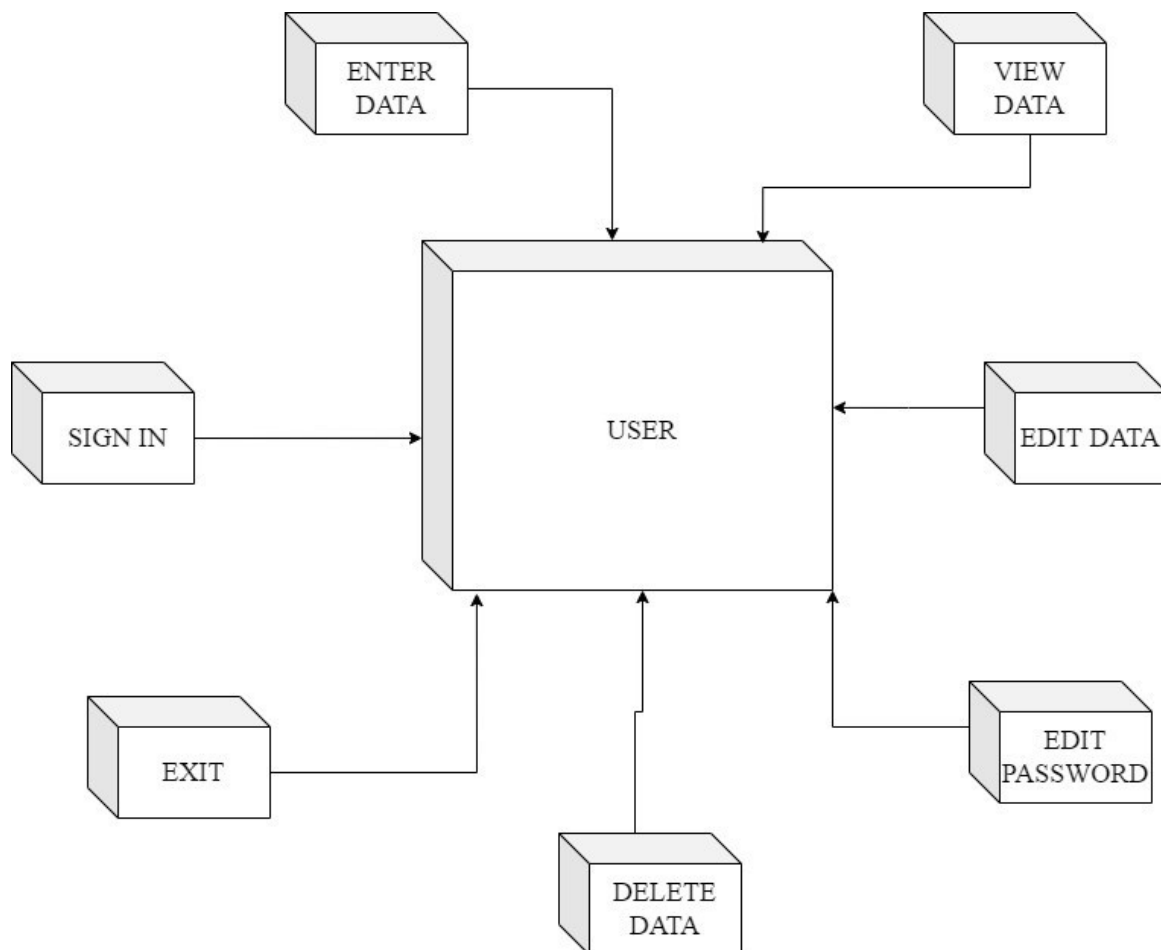 ENTER
DATA
VIEW
DATA
SIGN IN
USER
EDIT DATA
EXIT
EDIT
PASSWORD
DELETE
DATA